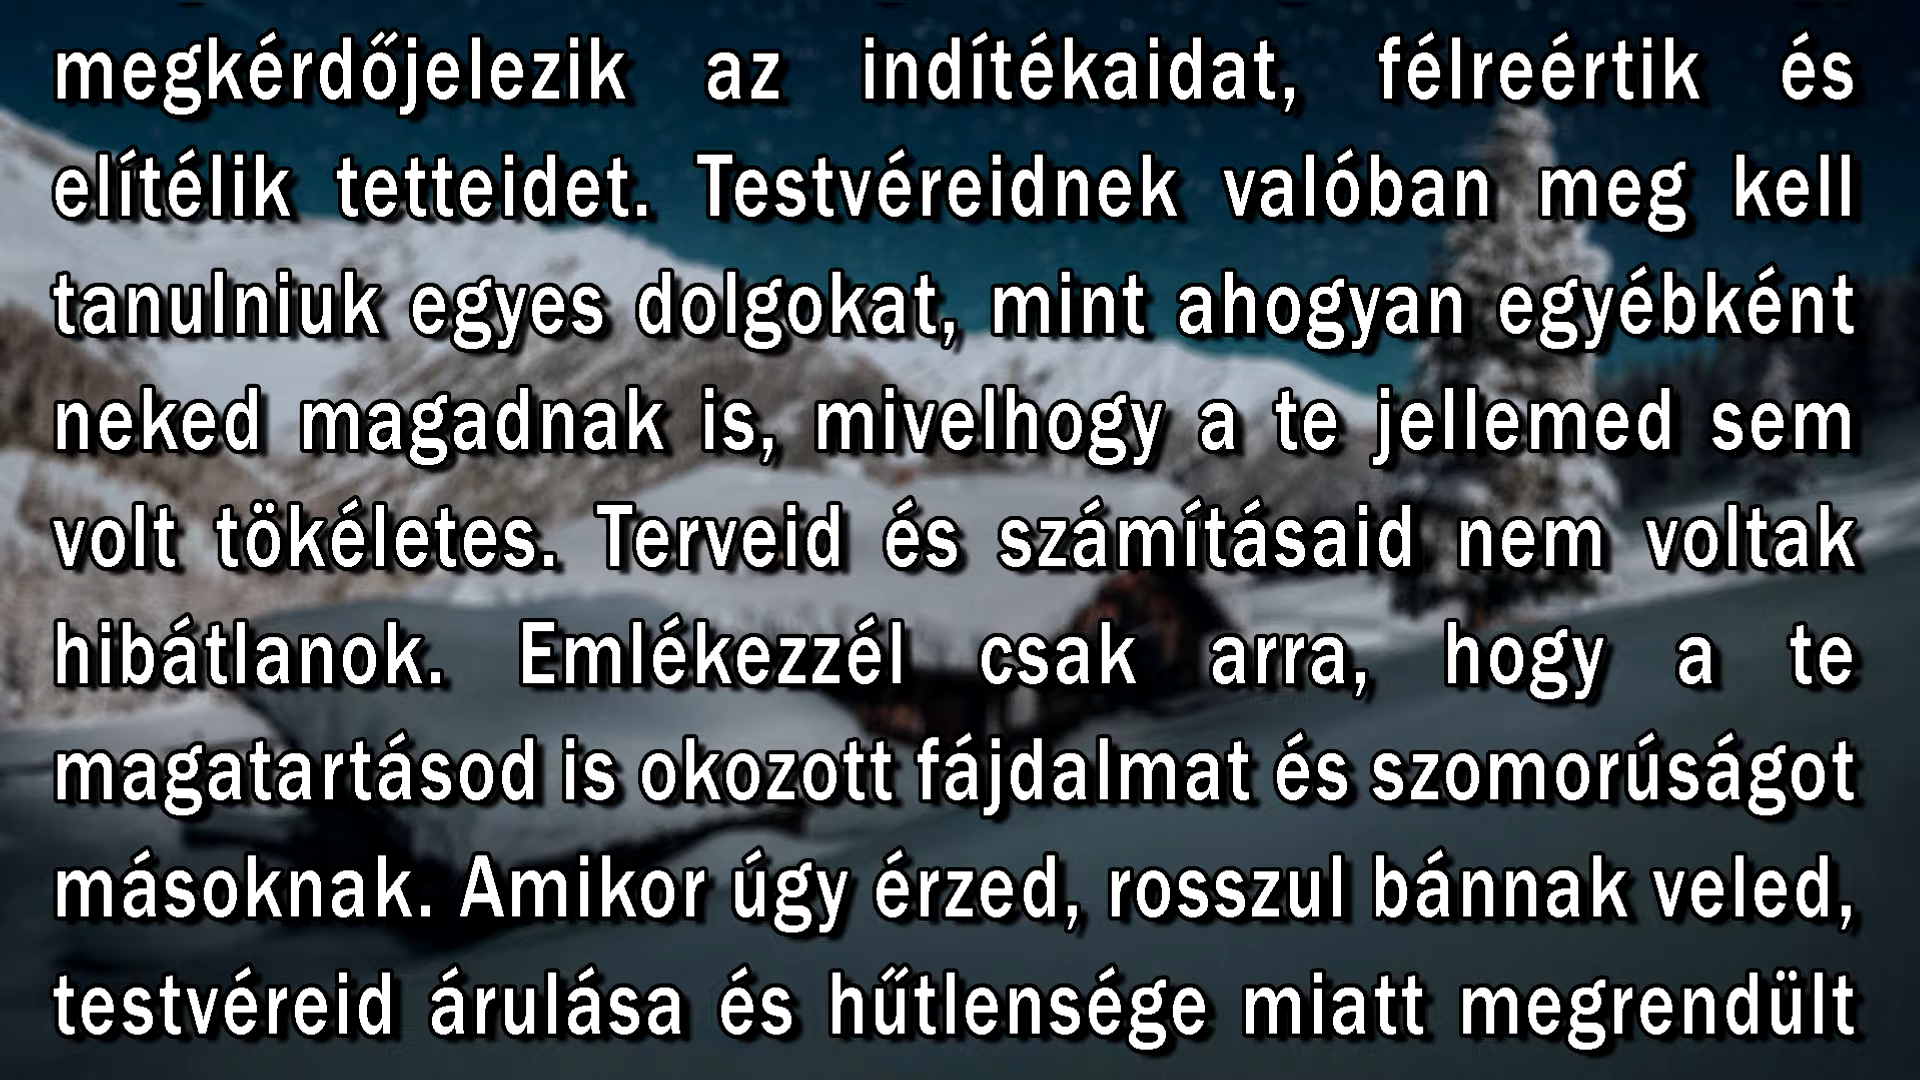 megkérdőjelezik az indítékaidat, félreértik és
elítélik tetteidet. Testvéreidnek valóban meg kell
tanulniuk egyes dolgokat, mint ahogyan egyébként
neked magadnak is, mivelhogy a te jellemed sem
volt tökéletes. Terveid és számításaid nem voltak
hibátlanok. Emlékezzél csak arra, hogy a te
magatartásod is okozott fájdalmat és szomorúságot
másoknak. Amikor úgy érzed, rosszul bánnak veled,
testvéreid árulása és hűtlensége miatt megrendült